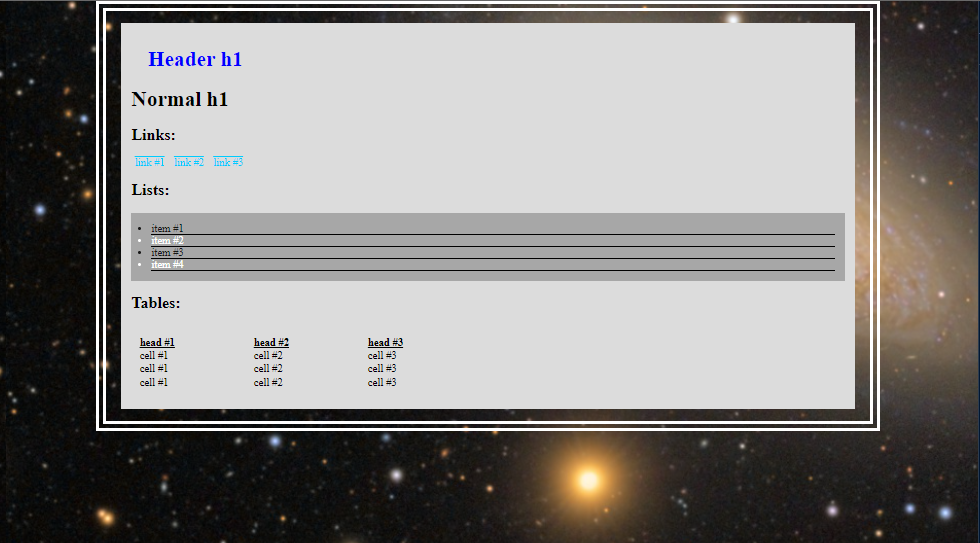 Header h1
Normal h1
Links:
link #1 link #2 link #3
Lists:
item #1
item #2
item #3
item #4
Tables:
head #1 head #2 head #3
cell #1 cell #2 cell #3
cell #1 cell #2 cell #3
cell #1 cell #2 cell #3